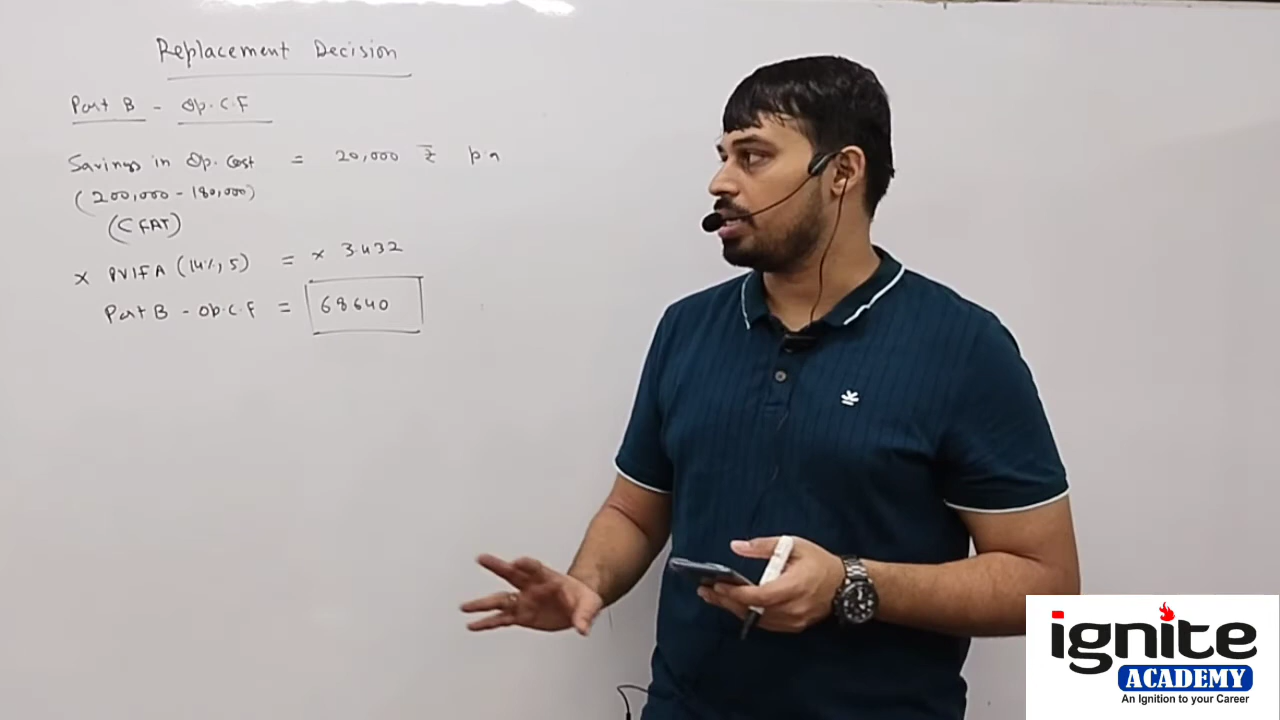 Replacement Decision
Part B - Op. C.F
Savings in Op. Cost = 20,000 ₹ p.a
(200,000 - 180,000)
(CFAT)
x PVIFA (14%, 5) = x 3.432
Part B - Op. C.F = 68640
ignite
ACADEMY
An Ignition to your Career